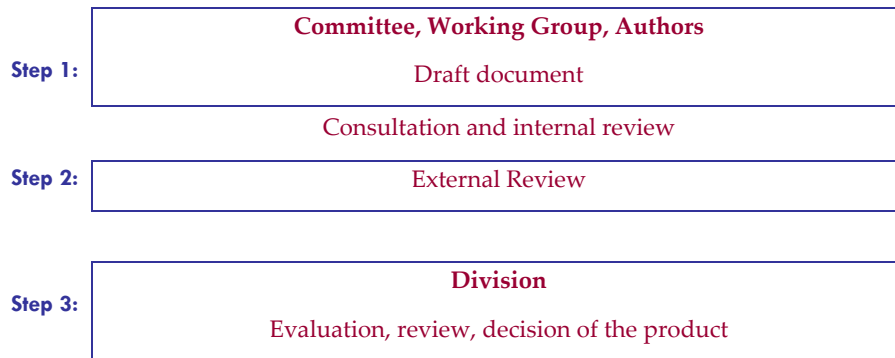 Committee, Working Group, Authors
Step 1:
Draft document
Consultation and internal review
Step 2:
External Review
Division
Step 3:
Evaluation, review, decision of the product